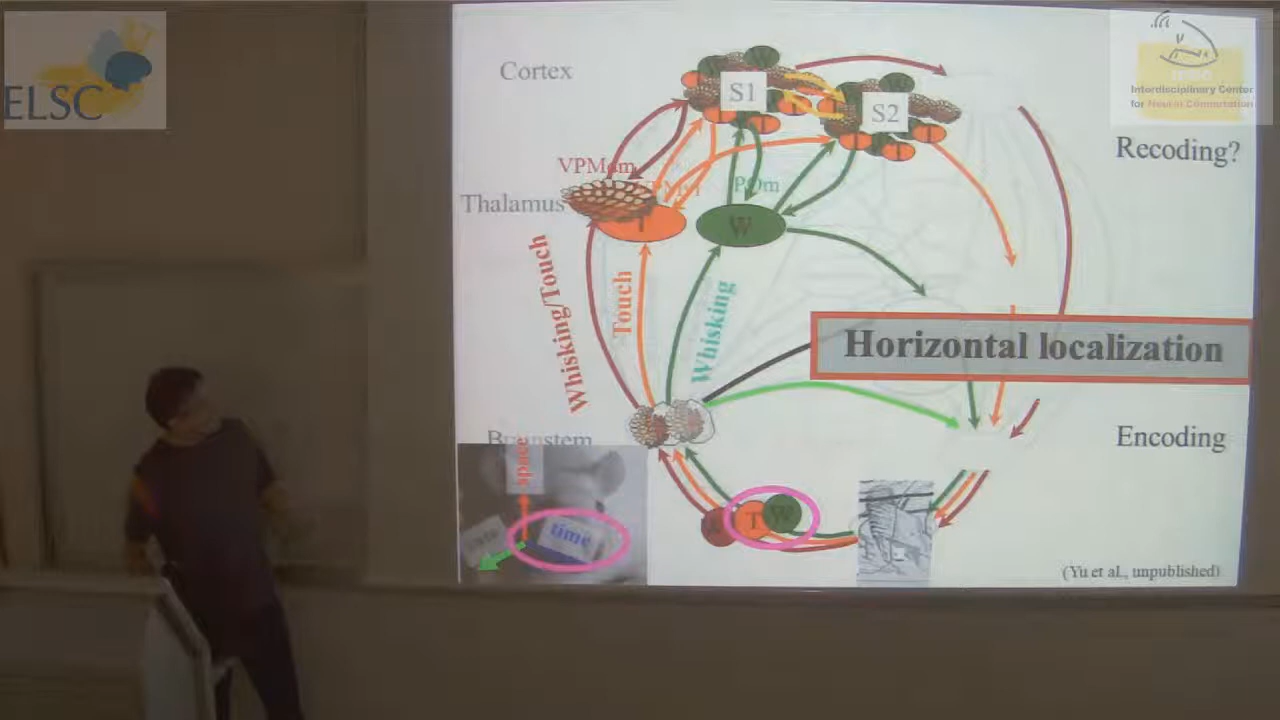 ELSC
Interdisciplinary Center
for Neural Computation
Cortex
S1
S2
Recoding?
VPMdm
POm
Thalamus
W
Whisking/Touch
Touch
Whisking
Horizontal localization
Brainstem
Encoding
space
time
T
W
(Yu et al., unpublished)